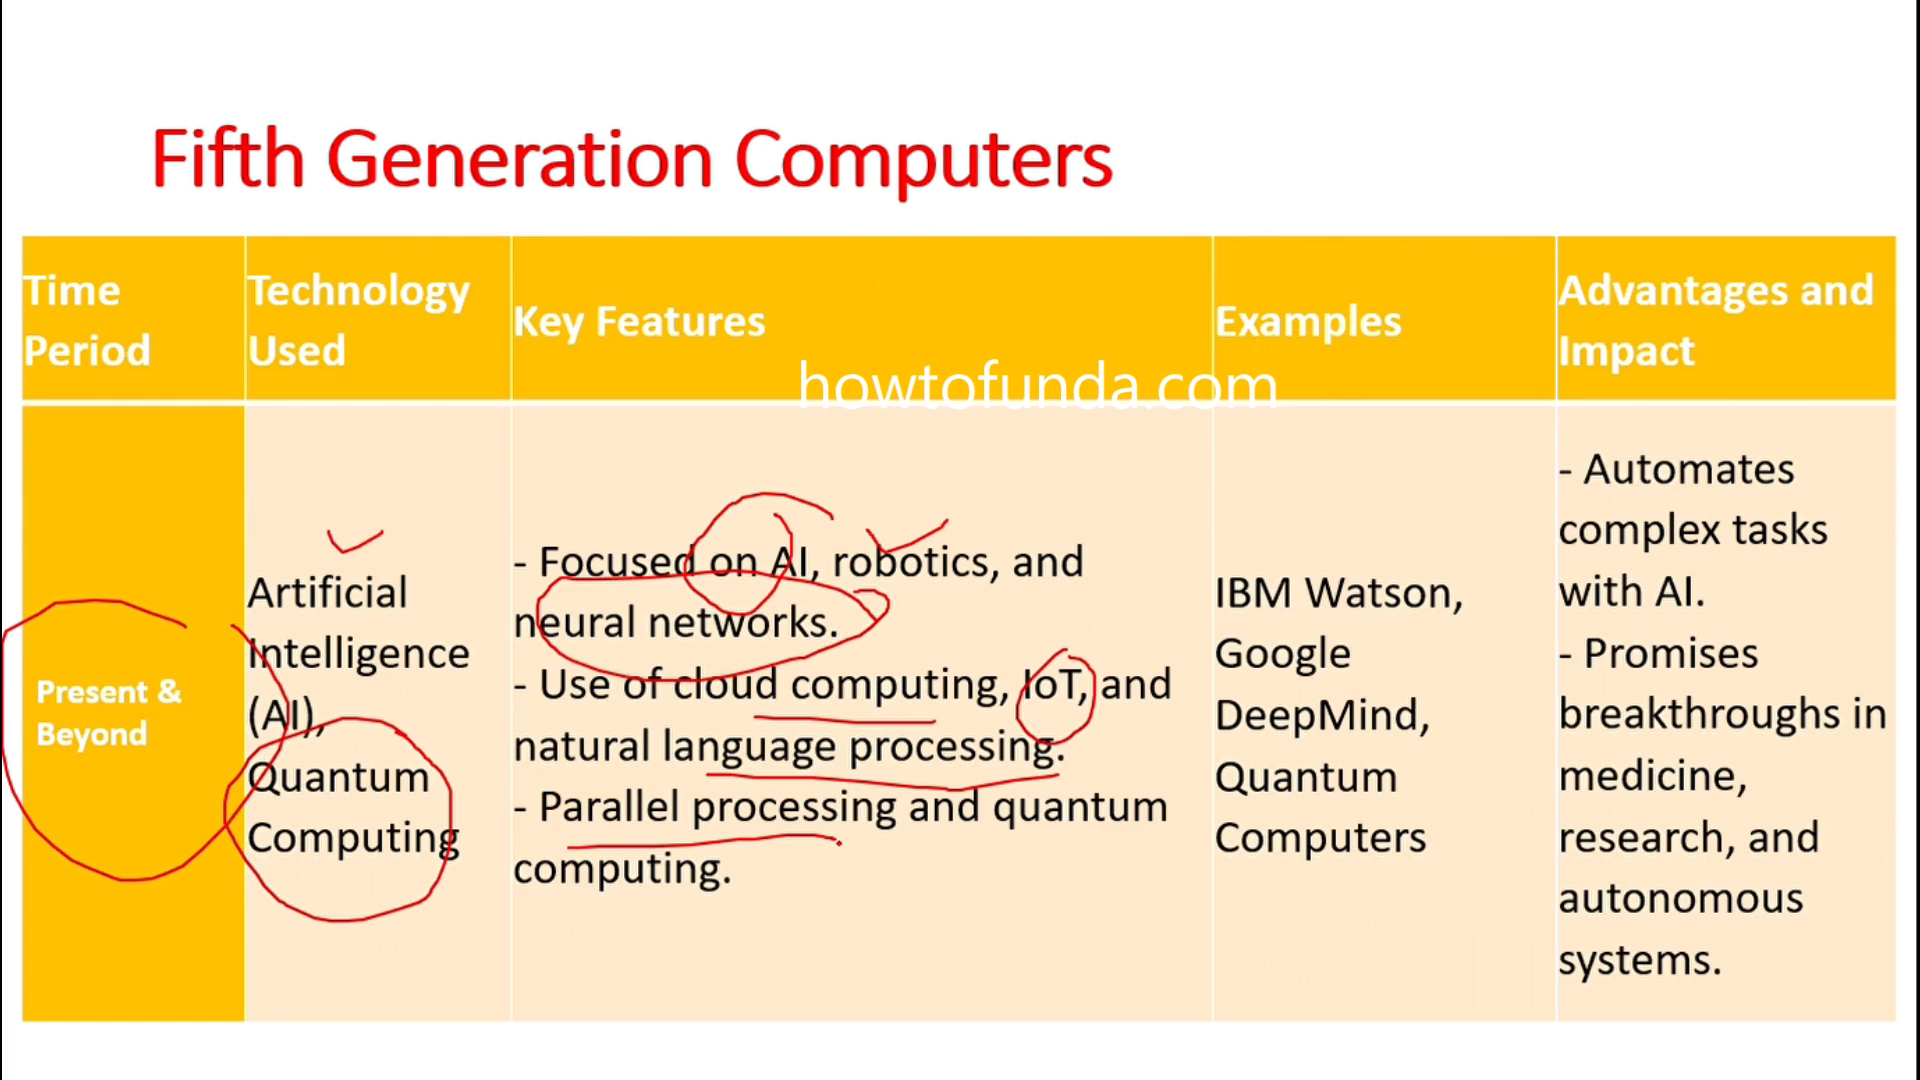 Fifth Generation Computers
Time
Period
Technology
Used
Key Features
Examples
Advantages and
Impact
howtofunda.com
Present &
Beyond
Artificial
Intelligence
(AI),
Quantum
Computing
- Focused on AI, robotics, and
neural networks.
- Use of cloud computing, IoT, and
natural language processing.
- Parallel processing and quantum
computing.
IBM Watson,
Google
DeepMind,
Quantum
Computers
- Automates
complex tasks
with AI.
- Promises
breakthroughs in
medicine,
research, and
autonomous
systems.